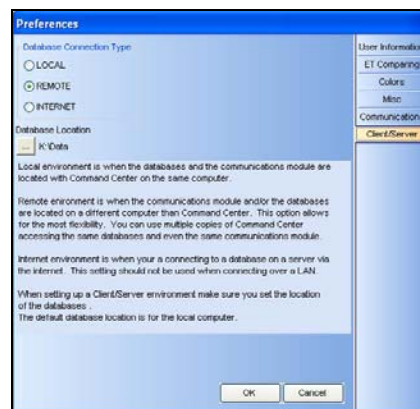 Preferences
Database Connection Type
LOCAL
REMOTE
INTERNET
Database Location
... K:\Data
Local environment is when the databases and the communications module are
located with Command Center on the same computer.
Remote enironment is when the communications module and/or the databases
are located on a different computer than Command Center. This option allows
for the most flexibility. You can use multiple copies of Command Center
accessing the same databases and even the same communications module.
Internet environment is when your a connecting to a database on a server via
the internet. This setting should not be used when connecting over a LAN.
When setting up a Client/Server environment make sure you set the location
of the databases .
The default database location is for the local computer.
OK
Cancel
User Informatio
ET Comparing
Colors
Misc
Communication
Client/Server